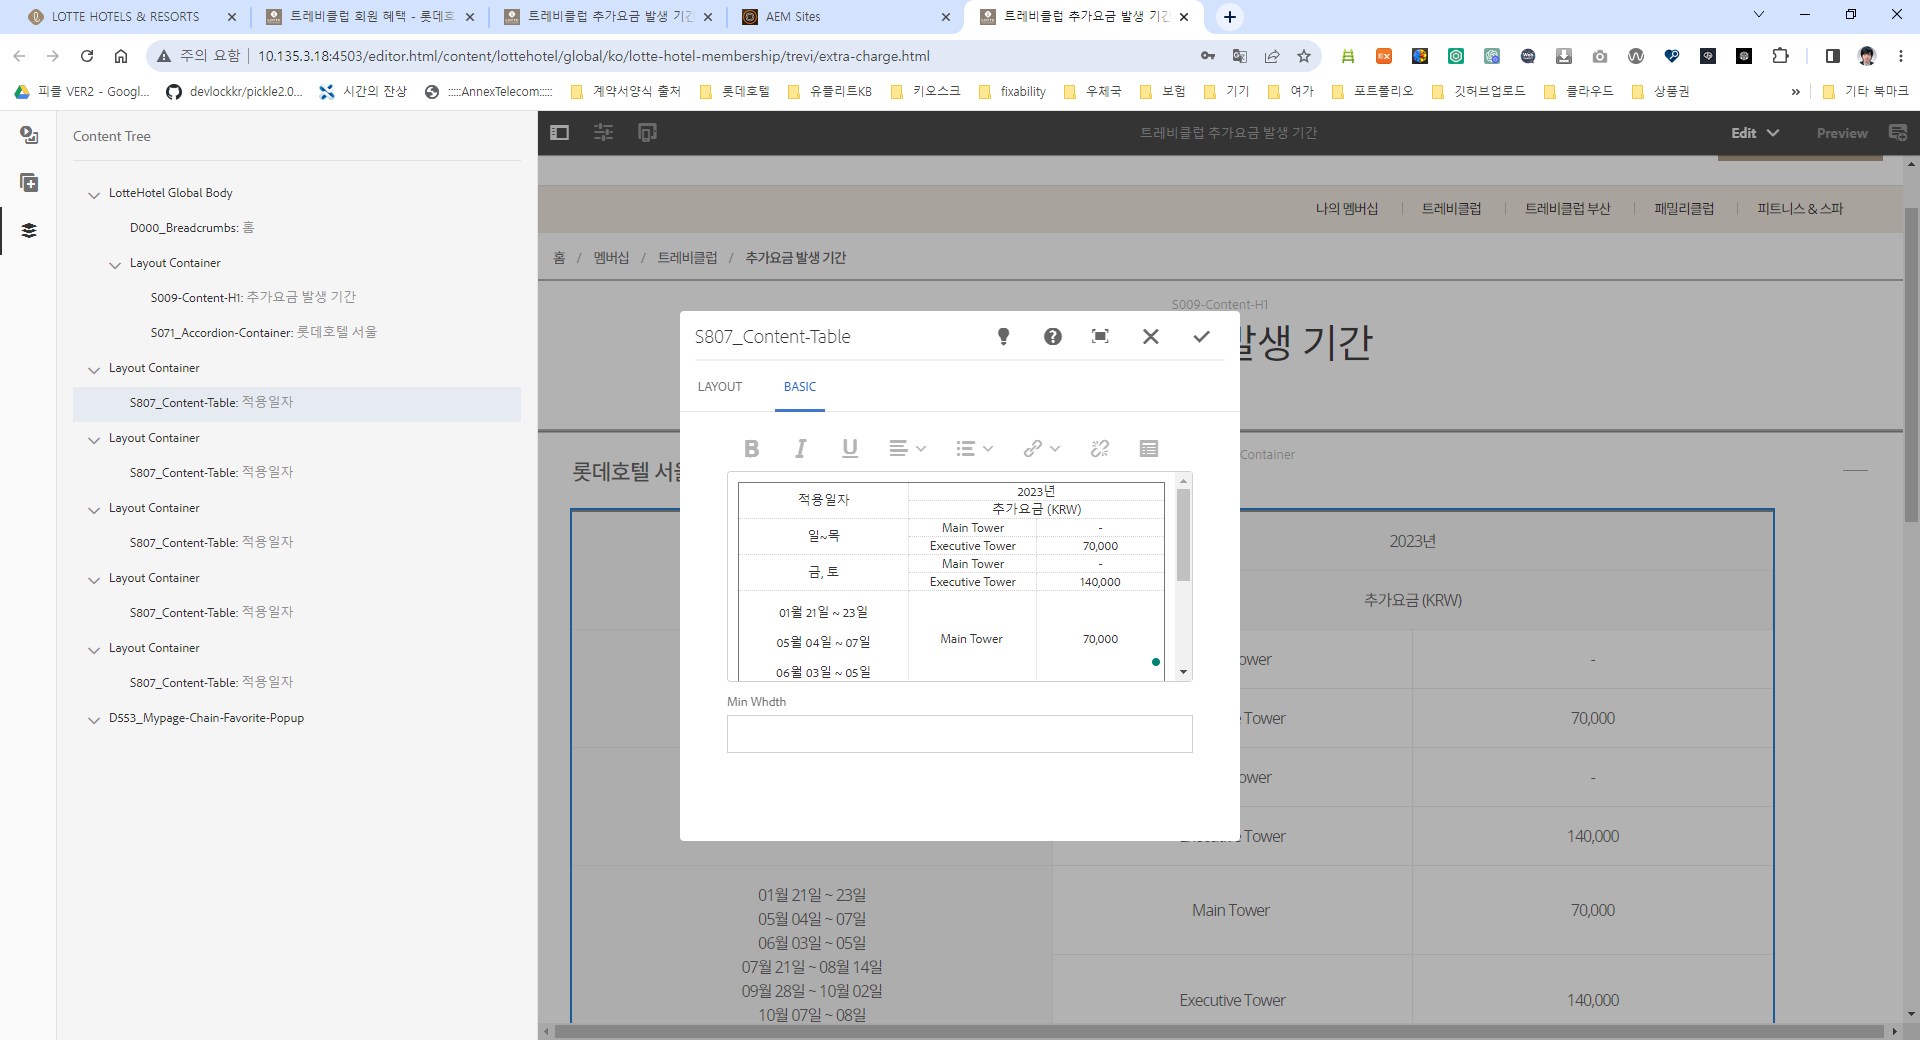 LOTTE HOTELS & RESORTS
트레비클럽 회원 혜택 - 롯데호
트레비클럽 추가요금 발생 기간
AEM Sites
트레비클럽 추가요금 발생 기간
주의 요함
10.135.3.18:4503/editor.html/content/lottehotel/global/ko/lotte-hotel-membership/trevi/extra-charge.html
피클 VER2 - Googl...
devlockkr/pickle2.0...
시간의 잔상
:::::AnnexTelecom:::::
계약서양식 출처
롯데호텔
유플리트KB
키오스크
fixability
우체국
보험
기기
여가
포트폴리오
깃허브업로드
클라우드
상품권
»
기타 북마크
Content Tree
LotteHotel Global Body
D000_Breadcrumbs: 홈
Layout Container
S009-Content-H1: 추가요금 발생 기간
S071_Accordion-Container: 롯데호텔 서울
Layout Container
S807_Content-Table: 적용일자
Layout Container
S807_Content-Table: 적용일자
Layout Container
S807_Content-Table: 적용일자
Layout Container
S807_Content-Table: 적용일자
Layout Container
S807_Content-Table: 적용일자
D553_Mypage-Chain-Favorite-Popup
트레비클럽 추가요금 발생 기간
Edit
Preview
나의 멤버십
트레비클럽
트레비클럽 부산
패밀리클럽
피트니스 & 스파
홈 / 멤버십 / 트레비클럽 / 추가요금 발생 기간
S009-Content-H1
발생 기간
Container
롯데호텔 서울
S807_Content-Table
LAYOUT
BASIC
B I U
적용일자
2023년
추가요금 (KRW)
일~목
Main Tower -
Executive Tower 70,000
금, 토
Main Tower -
Executive Tower 140,000
01월 21일 ~ 23일
05월 04일 ~ 07일
06월 03일 ~ 05일
Main Tower 70,000
Min Whdth
2023년
추가요금 (KRW)
ower -
Tower 70,000
ower -
Executive Tower 140,000
01월 21일 ~ 23일
05월 04일 ~ 07일
06월 03일 ~ 05일
07월 21일 ~ 08월 14일
09월 28일 ~ 10월 02일
10월 07일 ~ 08일
Main Tower 70,000
Executive Tower 140,000